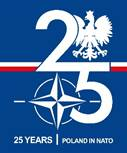 25
25 YEARS | POLAND IN NATO